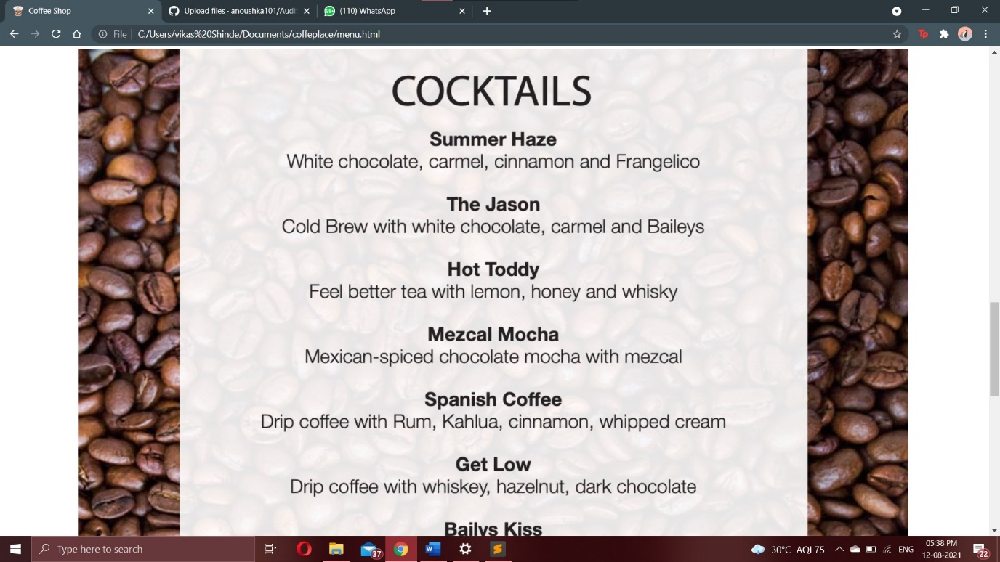 Coffee Shop
Upload files · anoushka101/Audi
(110) WhatsApp
File | C:/Users/vikas%20Shinde/Documents/coffeplace/menu.html
COCKTAILS
Summer Haze
White chocolate, carmel, cinnamon and Frangelico
The Jason
Cold Brew with white chocolate, carmel and Baileys
Hot Toddy
Feel better tea with lemon, honey and whisky
Mezcal Mocha
Mexican-spiced chocolate mocha with mezcal
Spanish Coffee
Drip coffee with Rum, Kahlua, cinnamon, whipped cream
Get Low
Drip coffee with whiskey, hazelnut, dark chocolate
Bailys Kiss
Type here to search
37
30°C AQI 75
ENG
05:38 PM
12-08-2021
22